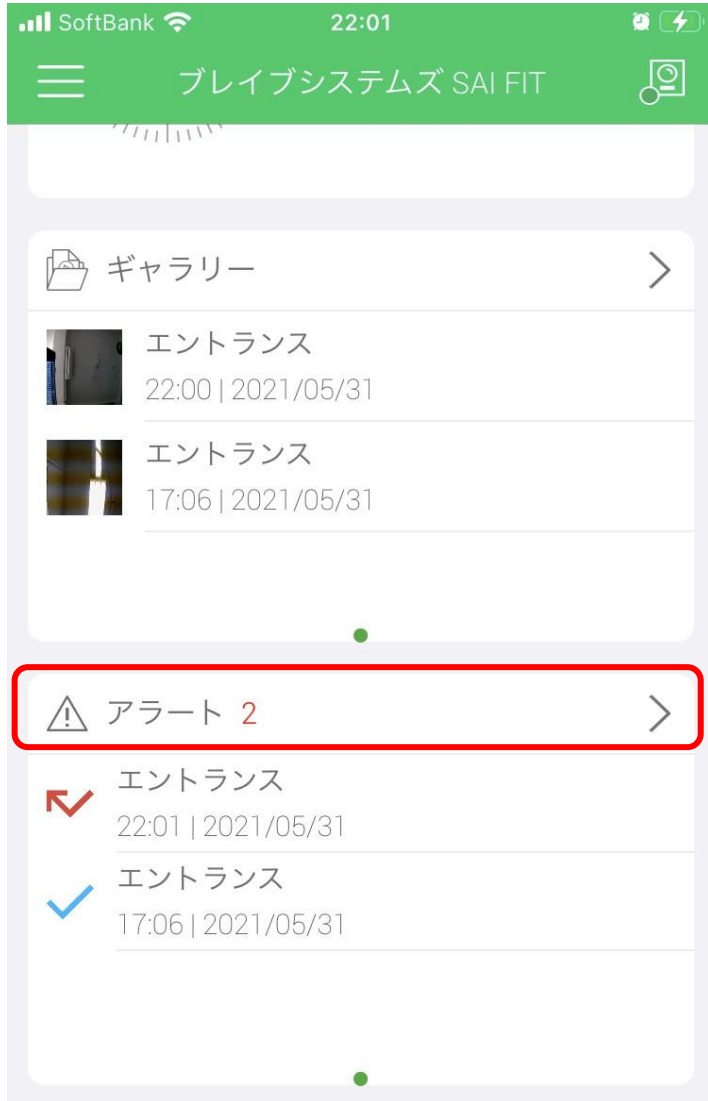 SoftBank 22:01
ブレイブシステムズ SAI FIT
ギャラリー
エントランス
22:00 | 2021/05/31
エントランス
17:06 | 2021/05/31
アラート 2
エントランス
22:01 | 2021/05/31
エントランス
17:06 | 2021/05/31